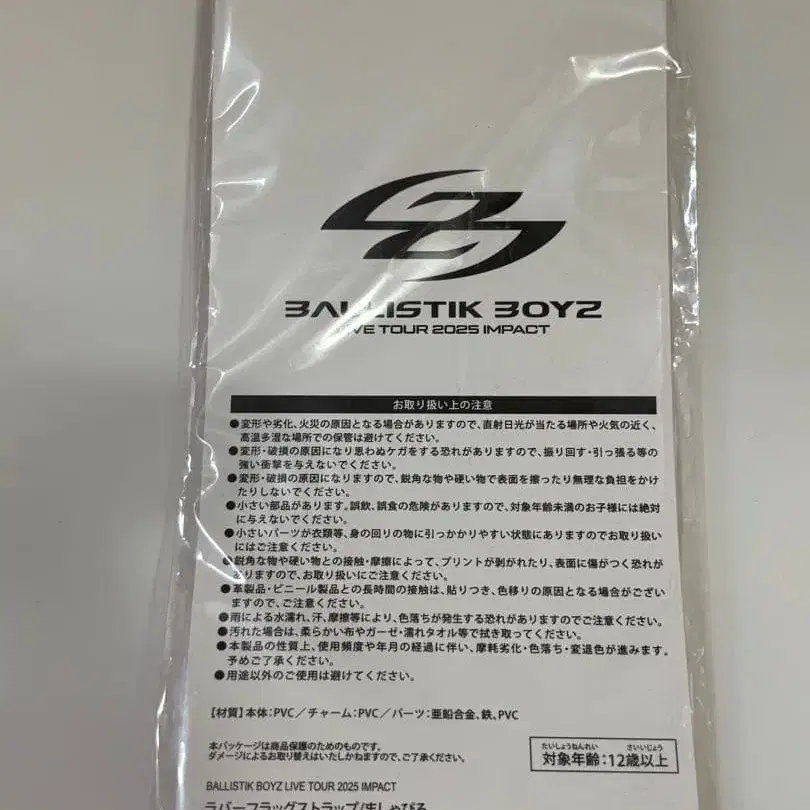 BALLISTIK BOYZ
LIVE TOUR 2025 IMPACT
お取り扱い上の注意
●変形や劣化、火災の原因となる場合がありますので、直射日光が当たる場所や火気の近く、
高温多湿な場所での保管は避けてください。
●変形・破損の原因になり思わぬケガをする恐れがありますので、振り回す・引っ張る等の
強い衝撃を与えないでください。
●変形・破損の原因になりますので、鋭角な物や硬い物で表面を擦ったり無理な負担をかけ
たりしないでください。
●小さい部品があります。誤飲、誤食の危険がありますので、対象年齢未満のお子様には絶対
に与えないでください。
●小さいパーツが衣類等、身の回りの物に引っかかりやすい状態にありますのでお取り扱い
にはご注意ください。
●鋭角な物や硬い物との接触・摩擦によって、プリントが剥がれたり、表面に傷がつく恐れが
ありますので、お取り扱いにご注意ください。
●革製品・ビニール製品との長時間の接触は、貼りつき、色移りの原因となる場合がござい
ますので、ご注意ください。
●雨による水濡れ、汗、摩擦等により、色落ちが発生する恐れがありますのでご注意ください。
●汚れた場合は、柔らかい布やガーゼ・濡れタオル等で拭き取ってください。
●本製品の性質上、使用頻度や年月の経過に伴い、摩耗劣化・色落ち・変退色が進みます。
予めご了承ください。
●用途以外のご使用は避けてください。
【材質】本体:PVC/チャーム:PVC/パーツ:亜鉛合金、鉄、PVC
本パッケージは商品保護のためのものです。
ダメージによるお取り替えはいたしかねますので、ご了承ください。
たいしょうねんれい さいいじょう
対象年齢:12歳以上
BALLISTIK BOYZ LIVE TOUR 2025 IMPACT
ラバーフラッグストラップ/生しゃぴる